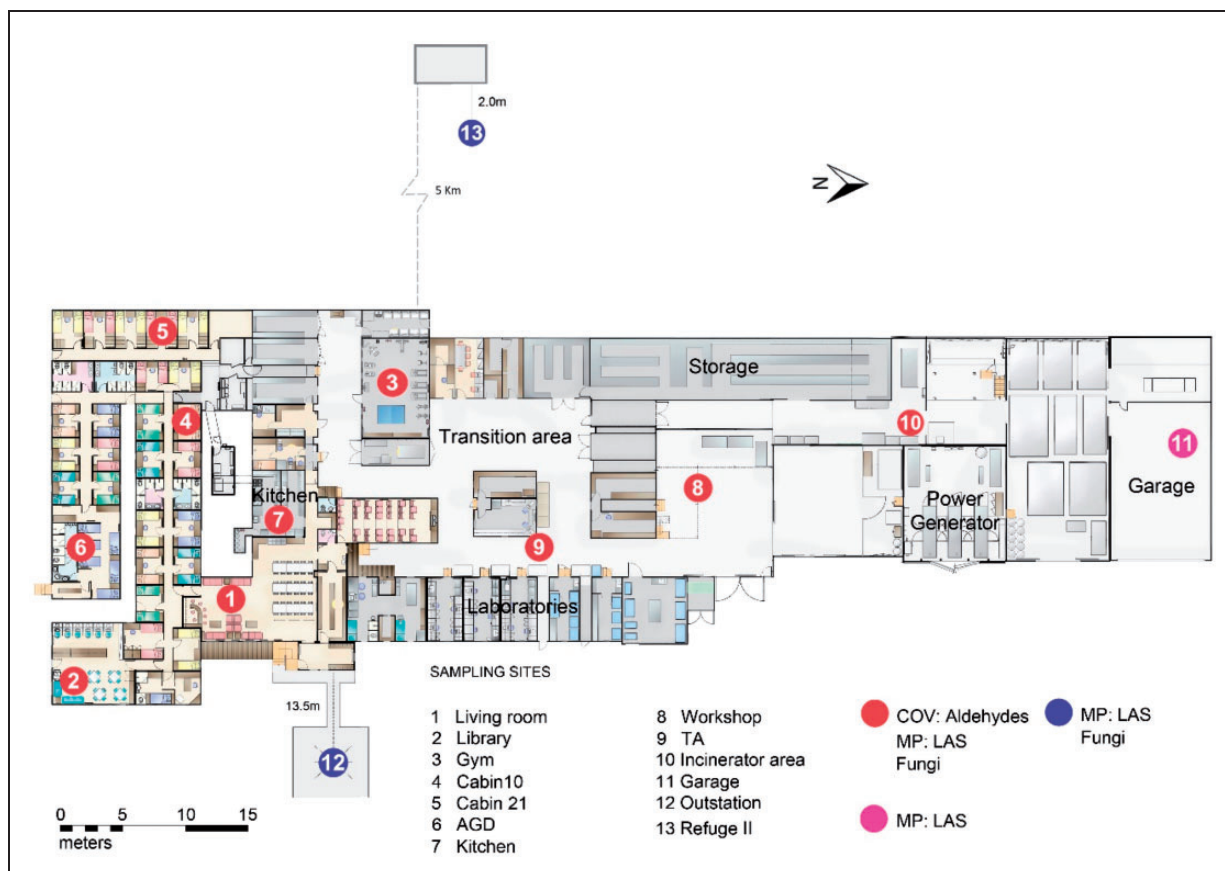 2.0m
13
5 Km
N
5
3
Storage
4
Transition area
10
11
Kitchen
8
Garage
7
Power
Generator
6
9
1
Laboratories
2
SAMPLING SITES
13.5m
12
1 Living room
2 Library
3 Gym
4 Cabin10
5 Cabin 21
6 AGD
7 Kitchen
8 Workshop
9 TA
10 Incinerator area
11 Garage
12 Outstation
13 Refuge II
COV: Aldehydes
MP: LAS
Fungi
MP: LAS
Fungi
MP: LAS
0 5 10 15
meters